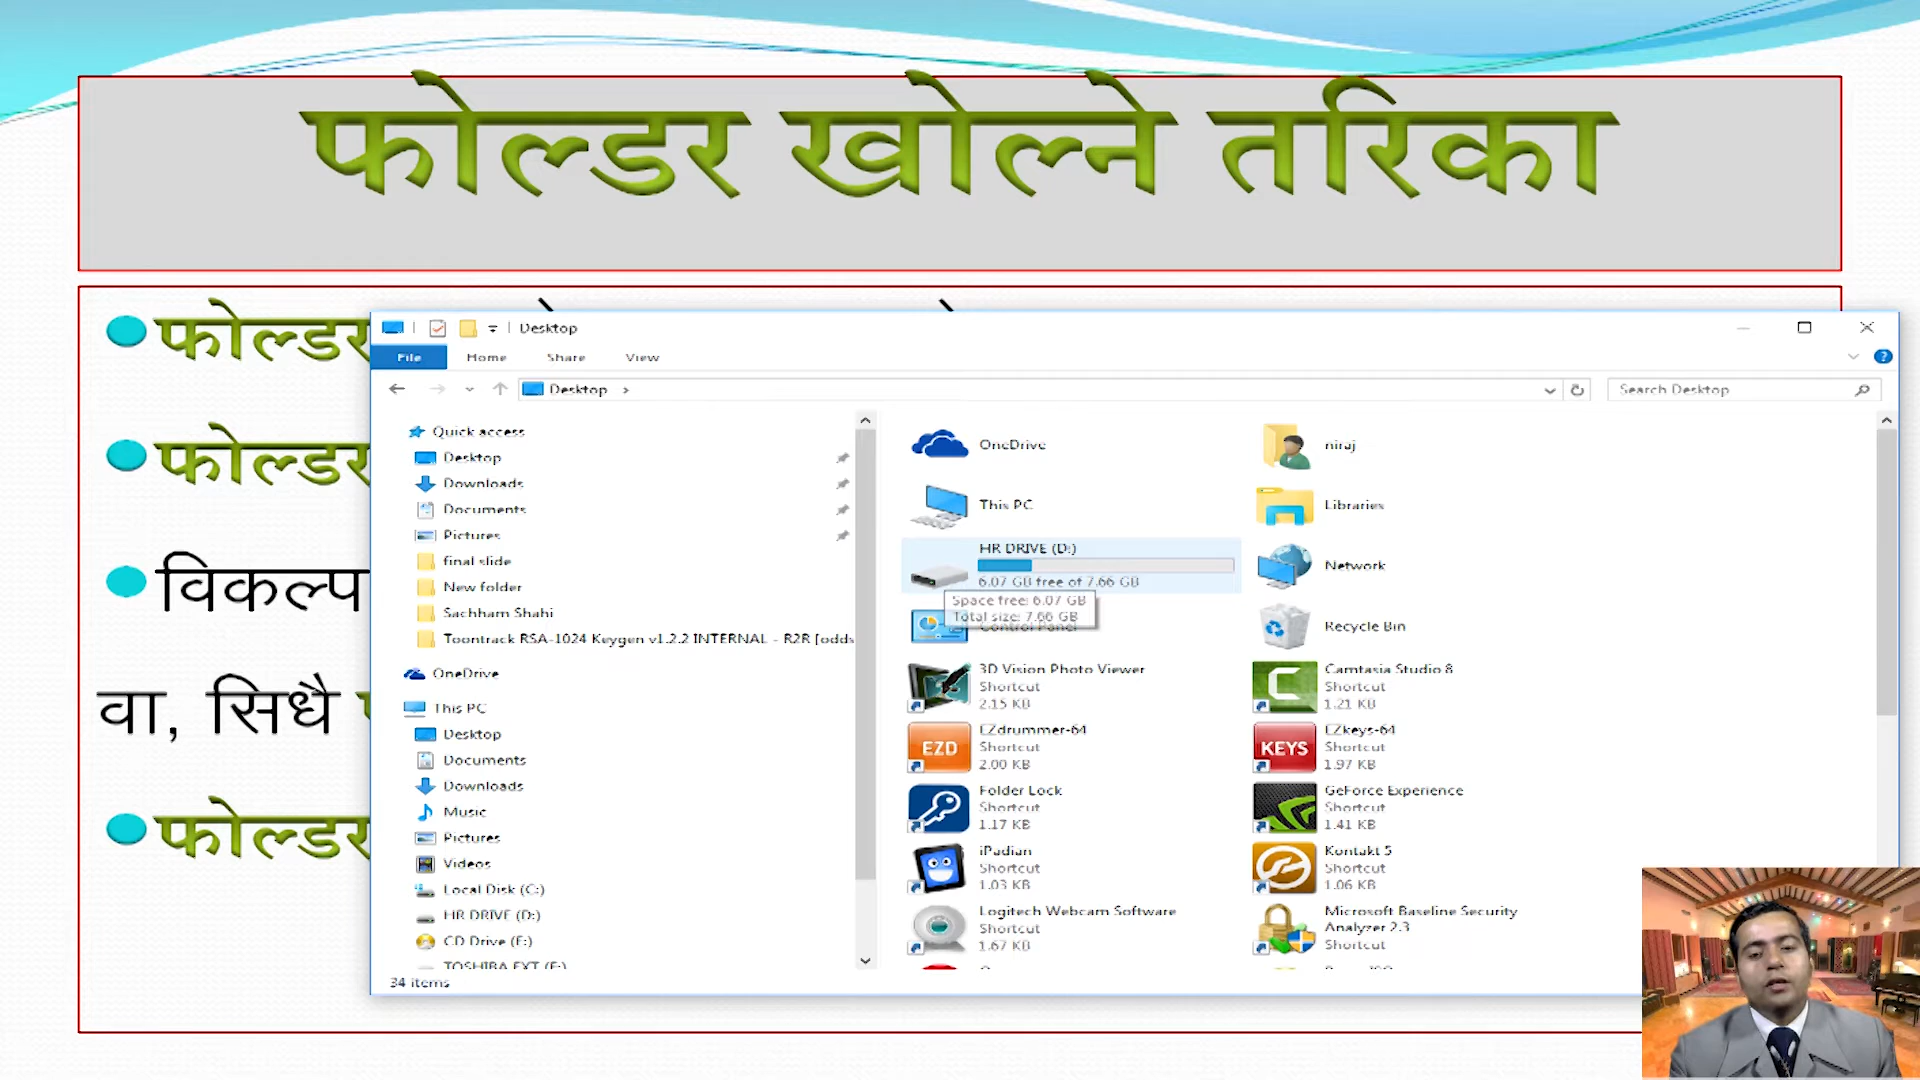 फोल्डर खोल्ने तरिका
फोल्डर
फोल्डर
विकल्प
वा, सिधै
फोल्डर
Desktop
File Home Share View
Desktop
Search Desktop
Quick access
Desktop
Downloads
Documents
Pictures
final slide
New folder
Sachham Shahi
Toontrack RSA-1024 Keygen v1.2.2 INTERNAL - R2R [odds
OneDrive
This PC
Desktop
Documents
Downloads
Music
Pictures
Videos
Local Disk (C:)
HR DRIVE (D:)
CD Drive (F:)
TOSHIBA EXT (E:)
34 items
OneDrive
niraj
This PC
Libraries
HR DRIVE (D:)
6.07 GB free of 7.66 GB
Network
Space free: 6.07 GB
Total size: 7.66 GB
Control Panel
Recycle Bin
3D Vision Photo Viewer
Shortcut
2.15 KB
Camtasia Studio 8
Shortcut
1.21 KB
EZD
EZdrummer-64
Shortcut
2.00 KB
KEYS
EZkeys-64
Shortcut
1.97 KB
Folder Lock
Shortcut
1.17 KB
GeForce Experience
Shortcut
1.41 KB
iPadian
Shortcut
1.03 KB
Kontakt 5
Shortcut
1.06 KB
Logitech Webcam Software
Shortcut
1.67 KB
Microsoft Baseline Security
Analyzer 2.3
Shortcut